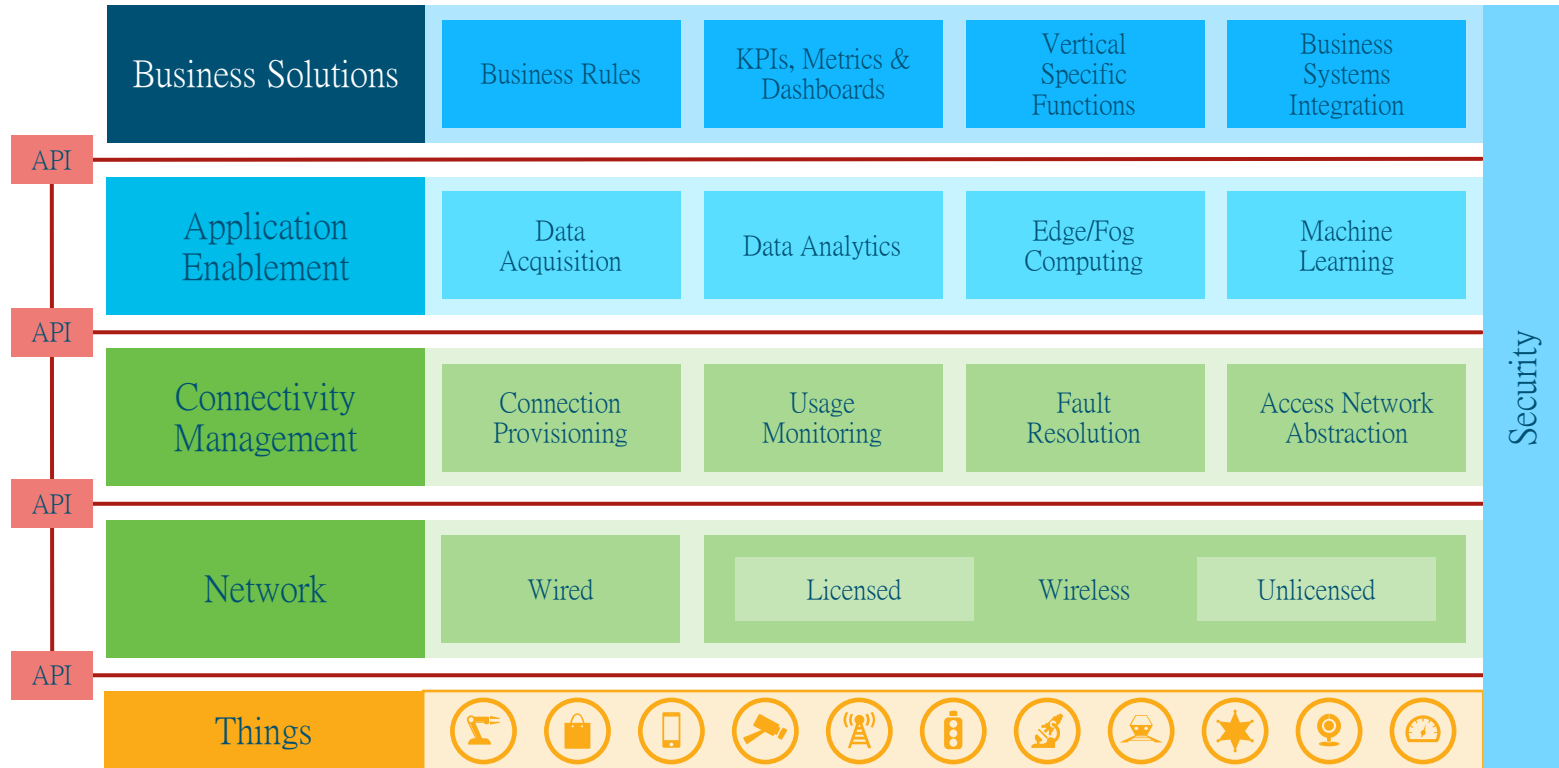 Business Solutions
Business Rules
KPIs, Metrics &
Dashboards
Vertical
Specific
Functions
Business
Systems
Integration
API
Application
Enablement
Data
Acquisition
Data Analytics
Edge/Fog
Computing
Machine
Learning
API
Connectivity
Management
Connection
Provisioning
Usage
Monitoring
Fault
Resolution
Access Network
Abstraction
API
Network
Wired
Licensed
Wireless
Unlicensed
API
Things
Security